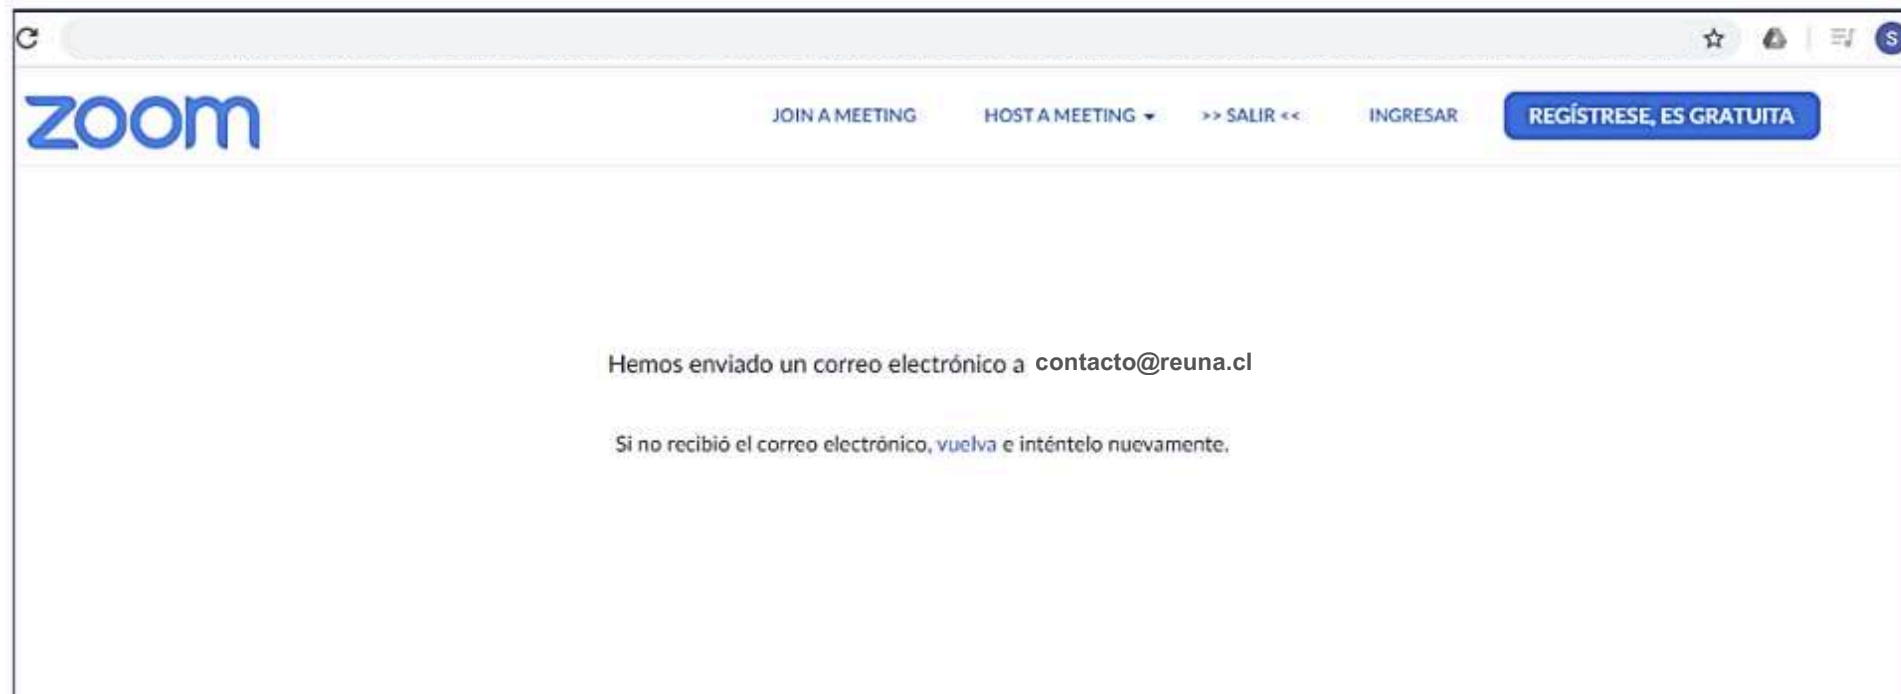 zoom
JOIN A MEETING HOST A MEETING >> SALIR << INGRESAR REGÍSTRESE, ES GRATUITA
S
Hemos enviado un correo electrónico a contacto@reuna.cl
Si no recibió el correo electrónico, vuelva e inténtelo nuevamente.